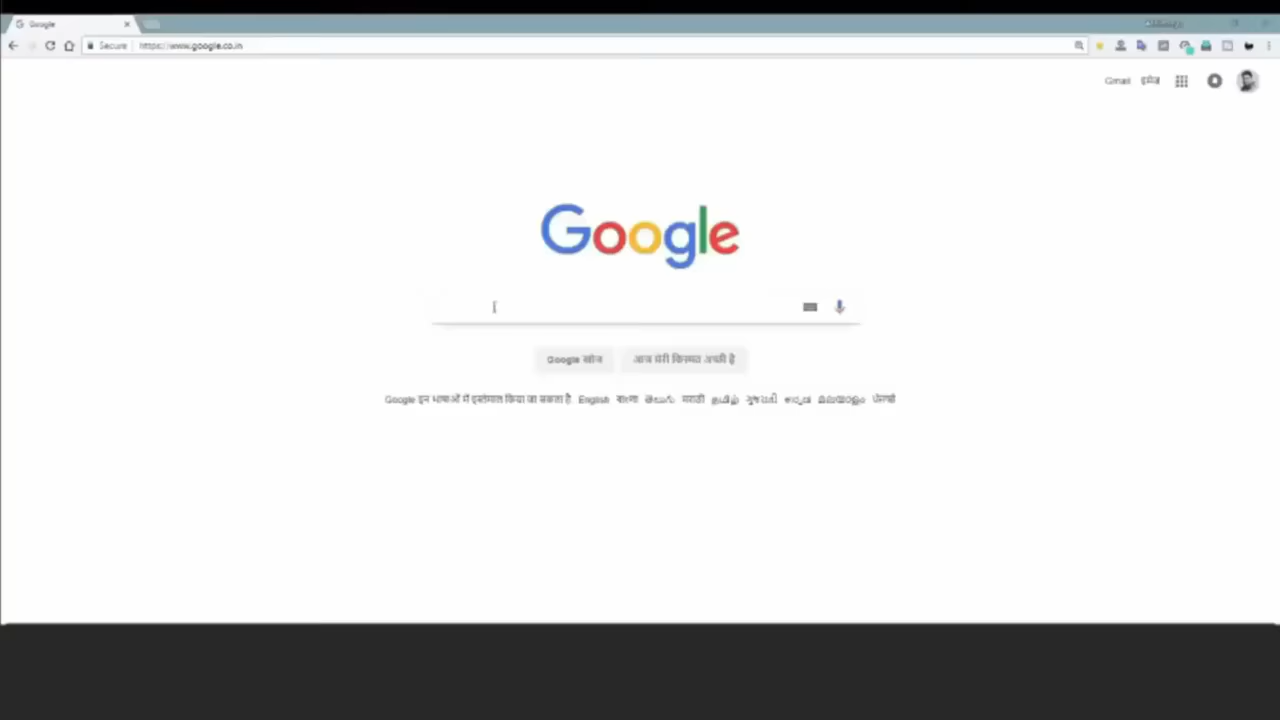 Google
Secure https://www.google.co.in
Gmail इमेज
Google
Google खोज आज मेरी किस्मत अच्छी है
Google इन भाषाओं में इस्तेमाल किया जा सकता है English বাংলা తెలుగు मराठी தமிழ் ગુજરાતી ಕನ್ನಡ മലയാളം ਪੰਜਾਬੀ